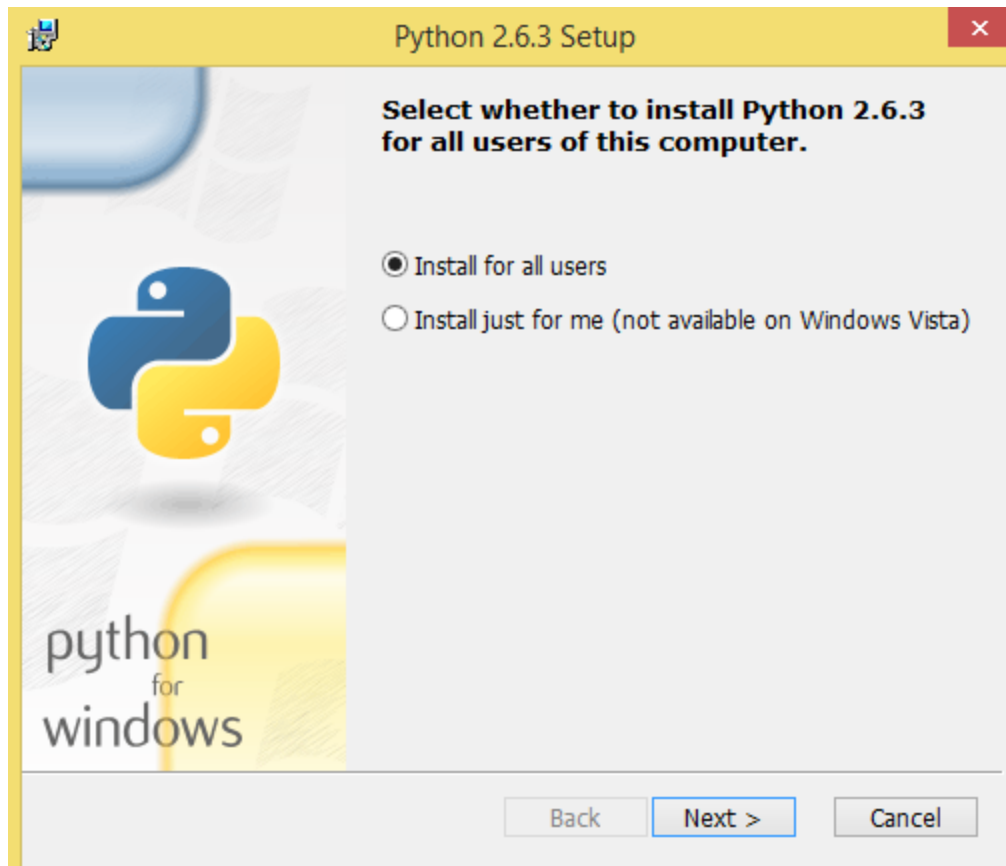 Python 2.6.3 Setup
Select whether to install Python 2.6.3
for all users of this computer.
Install for all users
Install just for me (not available on Windows Vista)
python
for
windows
Back
Next >
Cancel